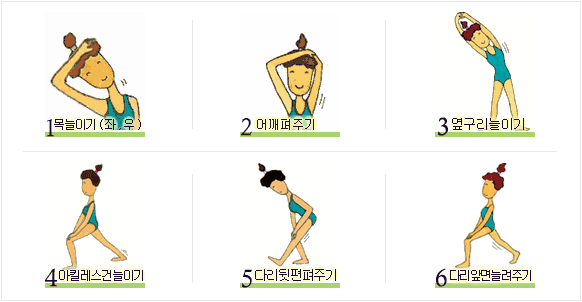 1 목늘이기(좌, 우)
2 어깨펴주기
3 옆구리늘이기
4 아킬레스건늘이기
5 다리뒷편펴주기
6 다리앞면늘려주기